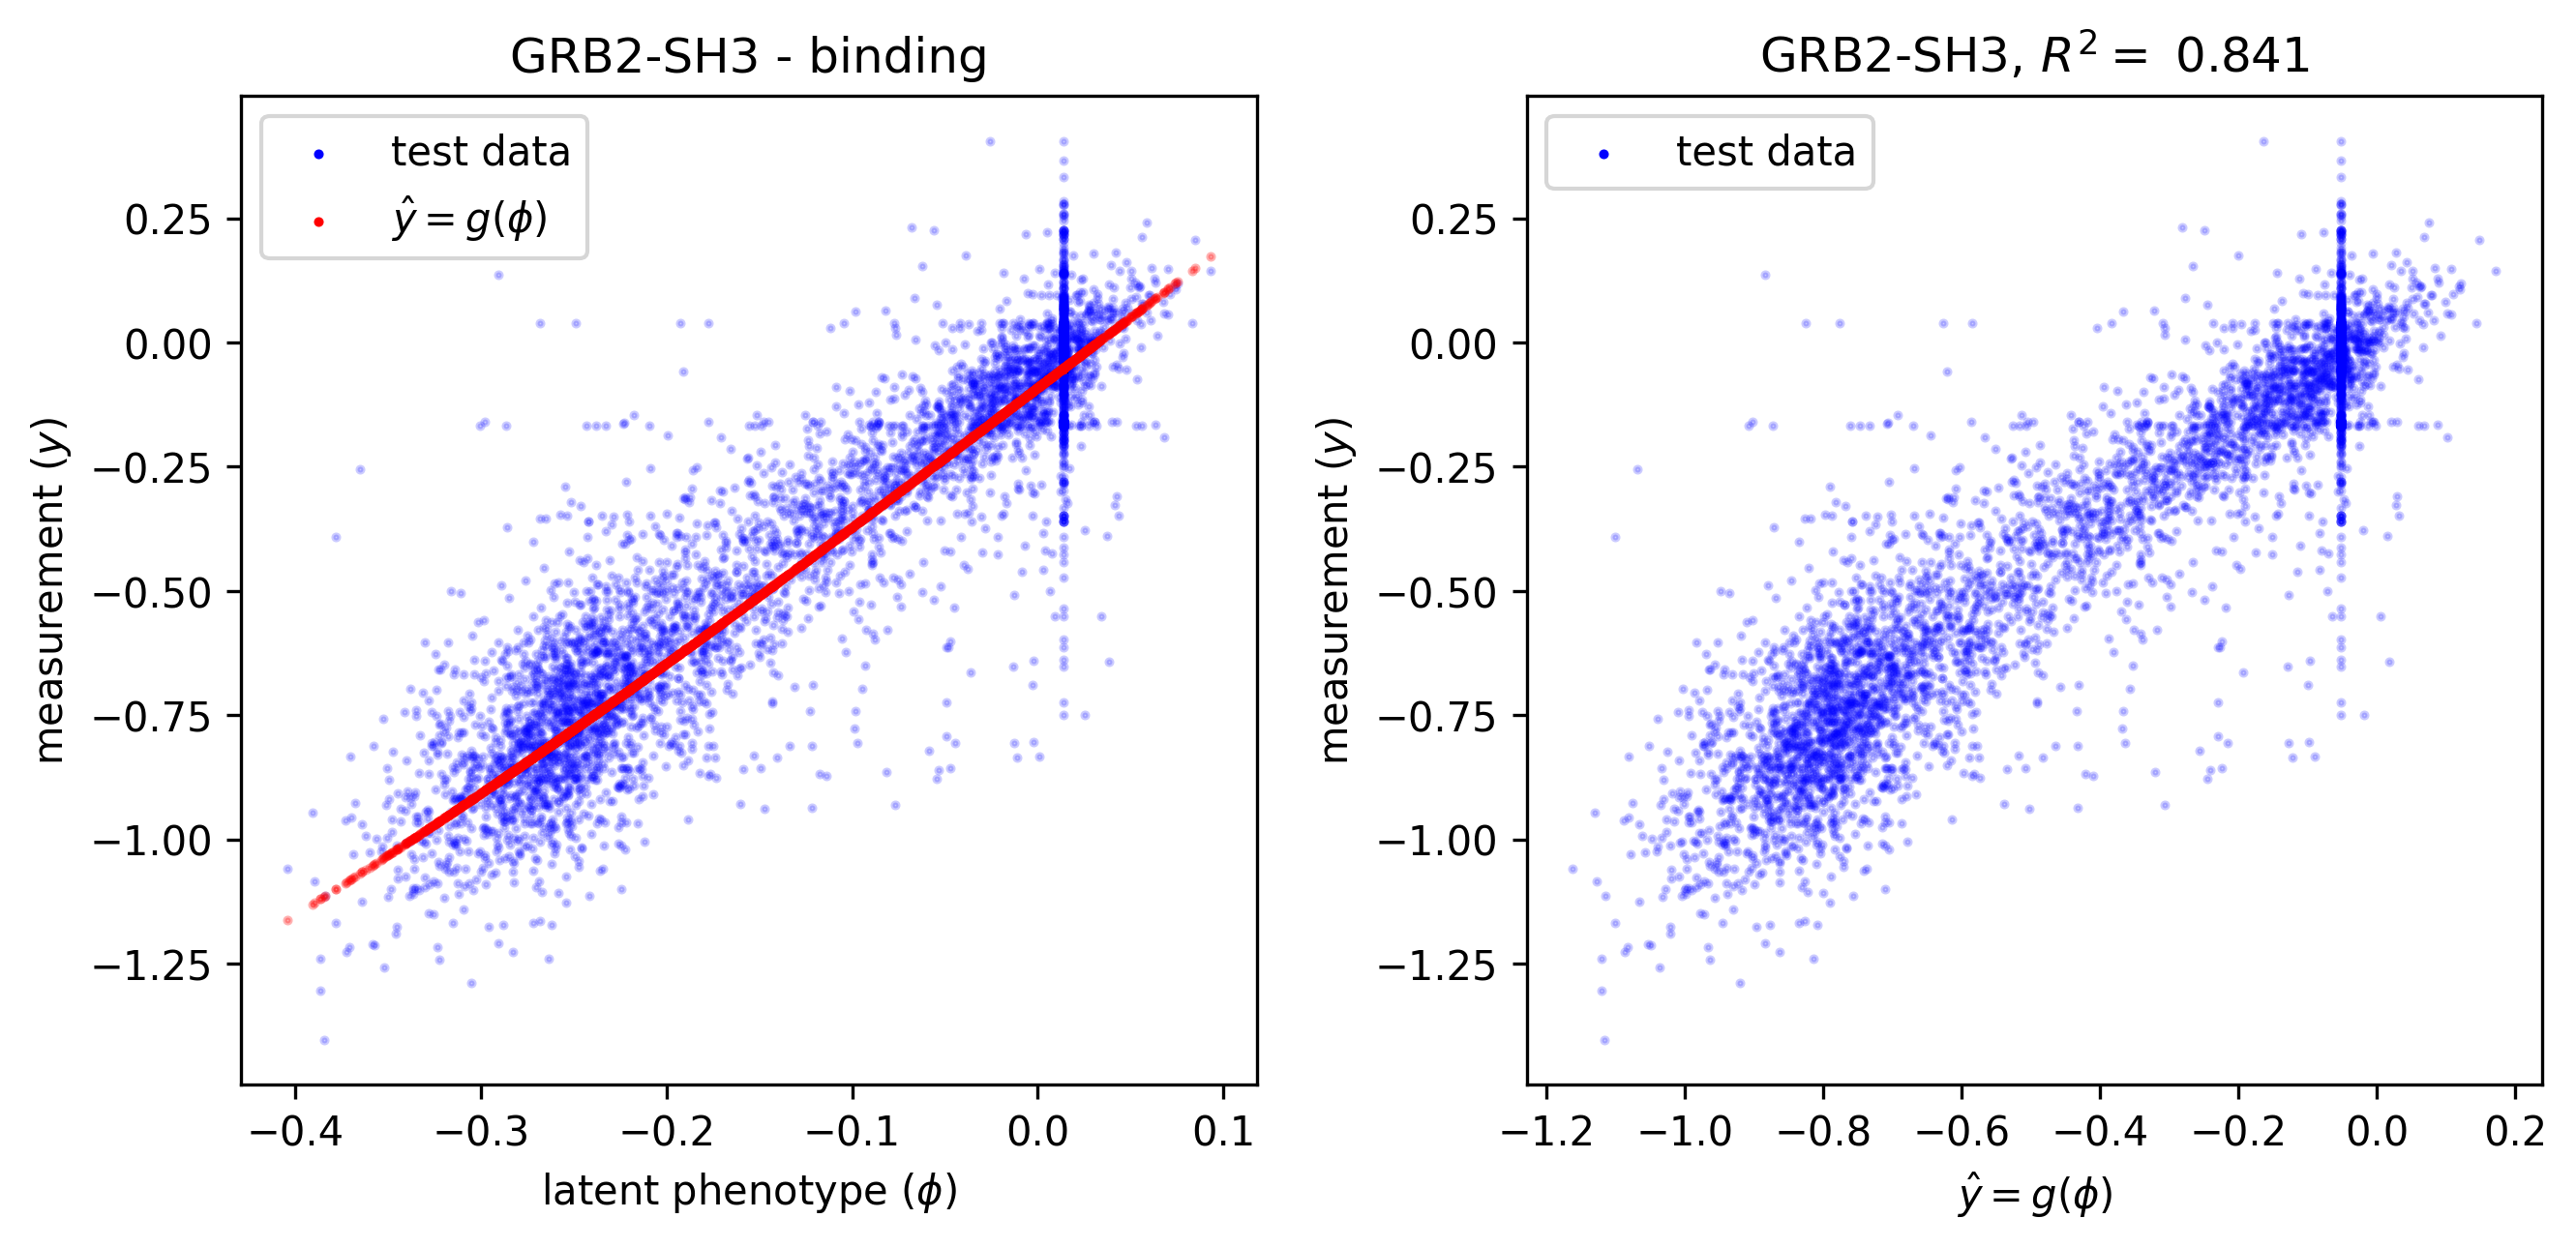 GRB2-SH3 - binding
test data
ŷ = g(ϕ)
0.25
0.00
−0.25
−0.50
−0.75
−1.00
−1.25
measurement (y)
−0.4 −0.3 −0.2 −0.1 0.0 0.1
latent phenotype (ϕ)
GRB2-SH3, R² = 0.841
test data
0.25
0.00
−0.25
−0.50
−0.75
−1.00
−1.25
measurement (y)
−1.2 −1.0 −0.8 −0.6 −0.4 −0.2 0.0 0.2
ŷ = g(ϕ)